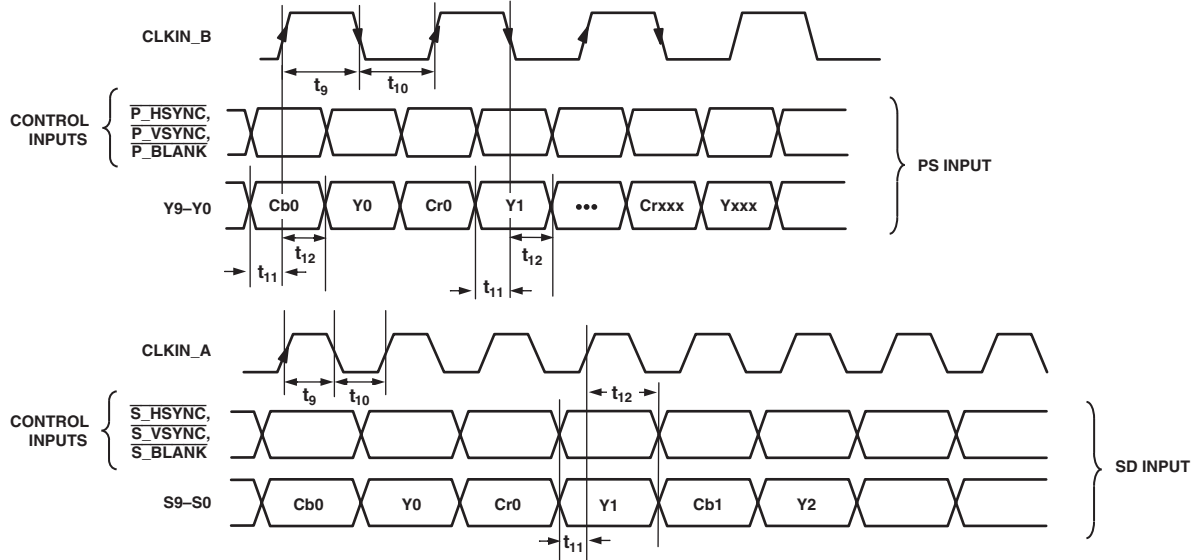 CLKIN_B
t9
t10
CONTROL
INPUTS
P_HSYNC,
P_VSYNC,
P_BLANK
PS INPUT
Y9–Y0
Cb0
Y0
Cr0
Y1
•••
Crxxx
Yxxx
t12
t12
t11
t11
CLKIN_A
t9
t10
t12
CONTROL
INPUTS
S_HSYNC,
S_VSYNC,
S_BLANK
SD INPUT
S9–S0
Cb0
Y0
Cr0
Y1
Cb1
Y2
t11